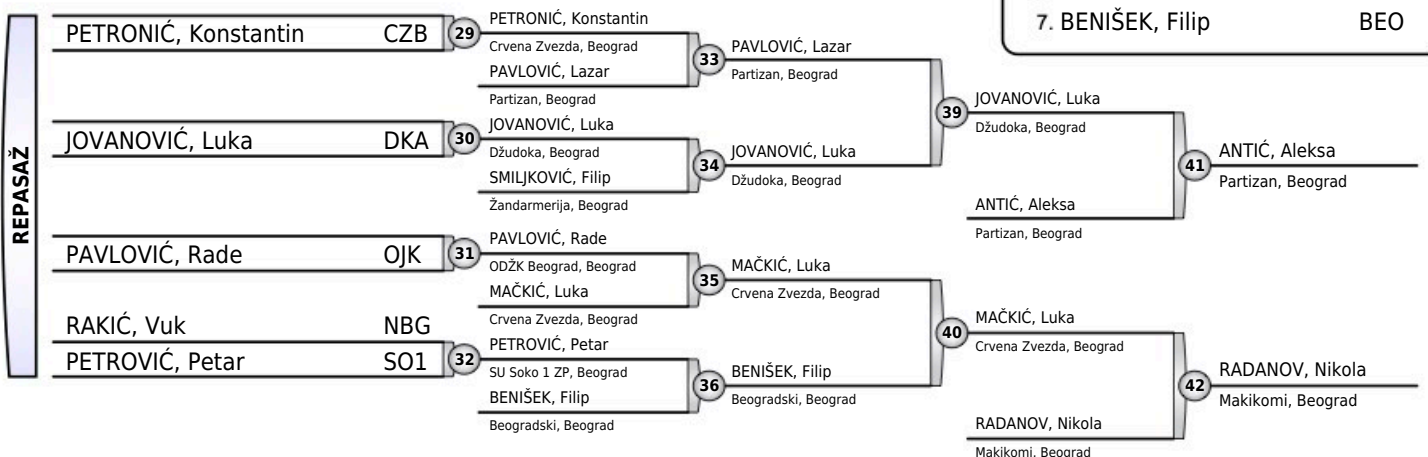 7. BENIŠEK, Filip BEO
REPASAŽ
PETRONIĆ, Konstantin CZB
JOVANOVIĆ, Luka DKA
PAVLOVIĆ, Rade OJK
RAKIĆ, Vuk NBG
PETROVIĆ, Petar SO1
29
PETRONIĆ, Konstantin
Crvena Zvezda, Beograd
PAVLOVIĆ, Lazar
Partizan, Beograd
30
JOVANOVIĆ, Luka
Džudoka, Beograd
SMILJKOVIĆ, Filip
Žandarmerija, Beograd
31
PAVLOVIĆ, Rade
ODŽK Beograd, Beograd
MAČKIĆ, Luka
Crvena Zvezda, Beograd
32
PETROVIĆ, Petar
SU Soko 1 ZP, Beograd
BENIŠEK, Filip
Beogradski, Beograd
33
PAVLOVIĆ, Lazar
Partizan, Beograd
34
JOVANOVIĆ, Luka
Džudoka, Beograd
35
MAČKIĆ, Luka
Crvena Zvezda, Beograd
36
BENIŠEK, Filip
Beogradski, Beograd
39
JOVANOVIĆ, Luka
Džudoka, Beograd
ANTIĆ, Aleksa
Partizan, Beograd
40
MAČKIĆ, Luka
Crvena Zvezda, Beograd
RADANOV, Nikola
Makikomi, Beograd
41
ANTIĆ, Aleksa
Partizan, Beograd
42
RADANOV, Nikola
Makikomi, Beograd